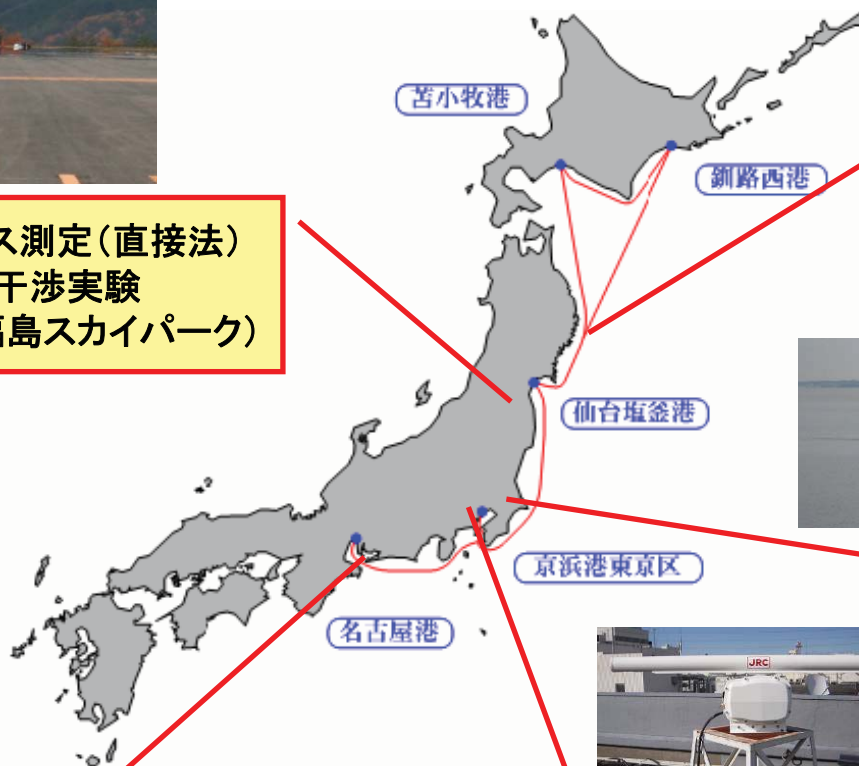 苫小牧港
釧路西港
ス測定（直接法）
干渉実験
島スカイパーク）
仙台塩釜港
京浜港東京区
名古屋港
JRC